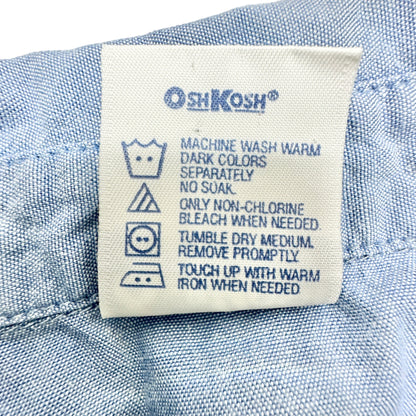 OSHKOSH®
MACHINE WASH WARM
DARK COLORS
SEPARATELY
NO SOAK.
ONLY NON-CHLORINE
BLEACH WHEN NEEDED.
TUMBLE DRY MEDIUM.
REMOVE PROMPTLY.
TOUCH UP WITH WARM
IRON WHEN NEEDED